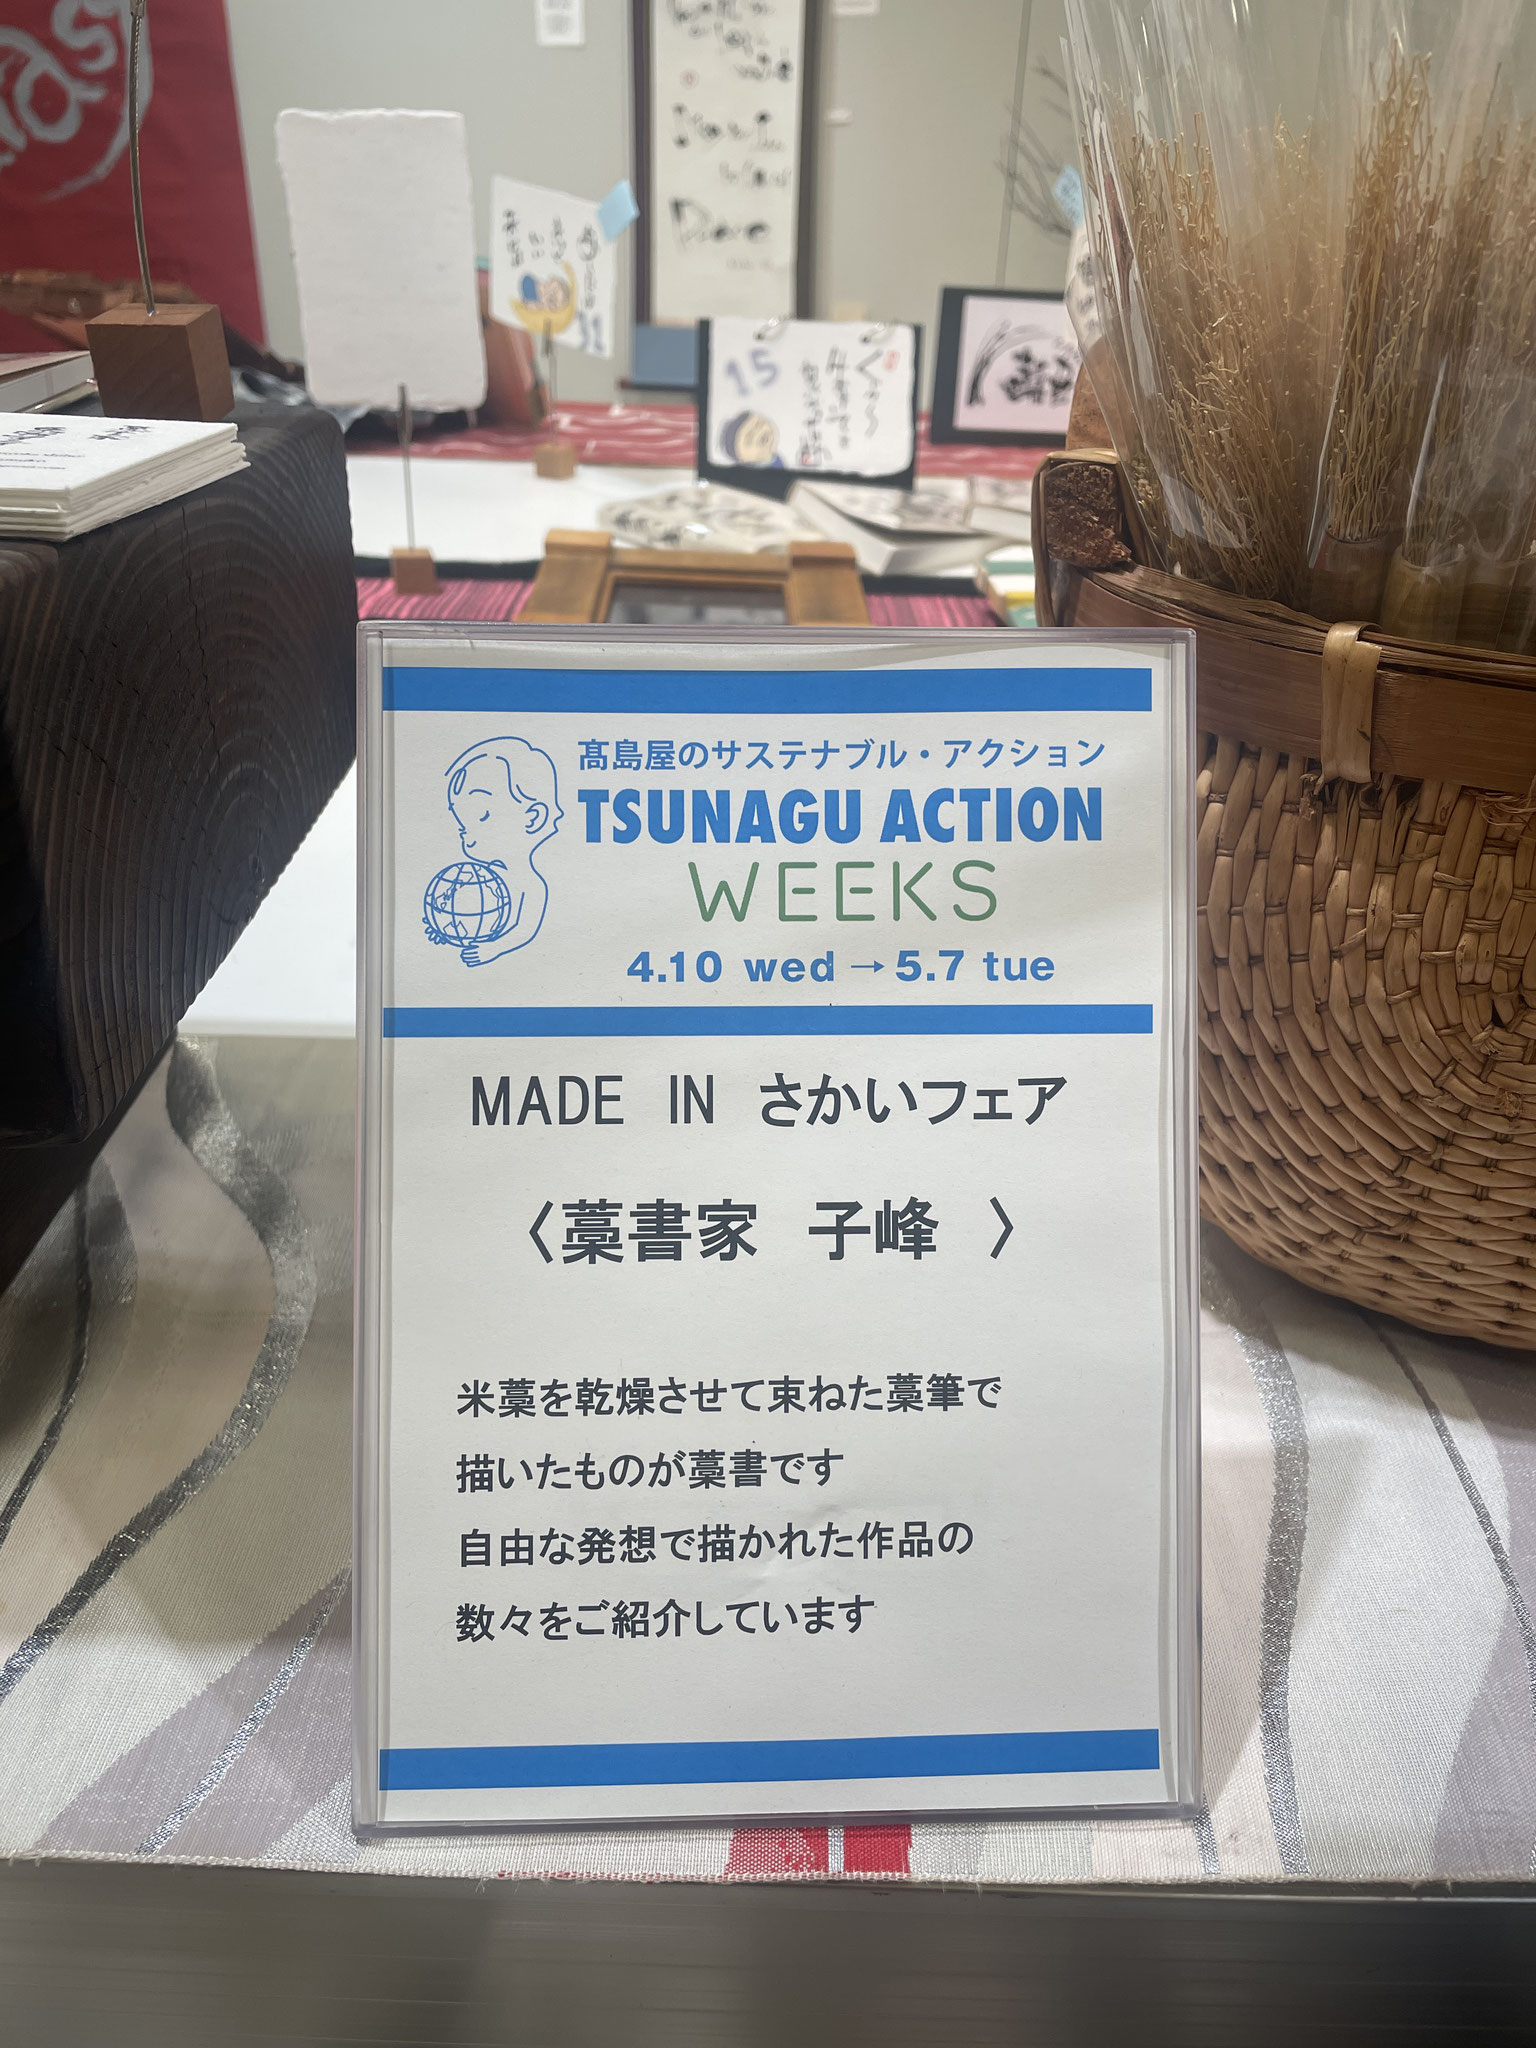 髙島屋のサステナブル・アクション
TSUNAGU ACTION
WEEKS
4.10 wed → 5.7 tue
MADE IN さかいフェア
〈藁書家 子峰 〉
米藁を乾燥させて束ねた藁筆で
描いたものが藁書です
自由な発想で描かれた作品の
数々をご紹介しています
15
31